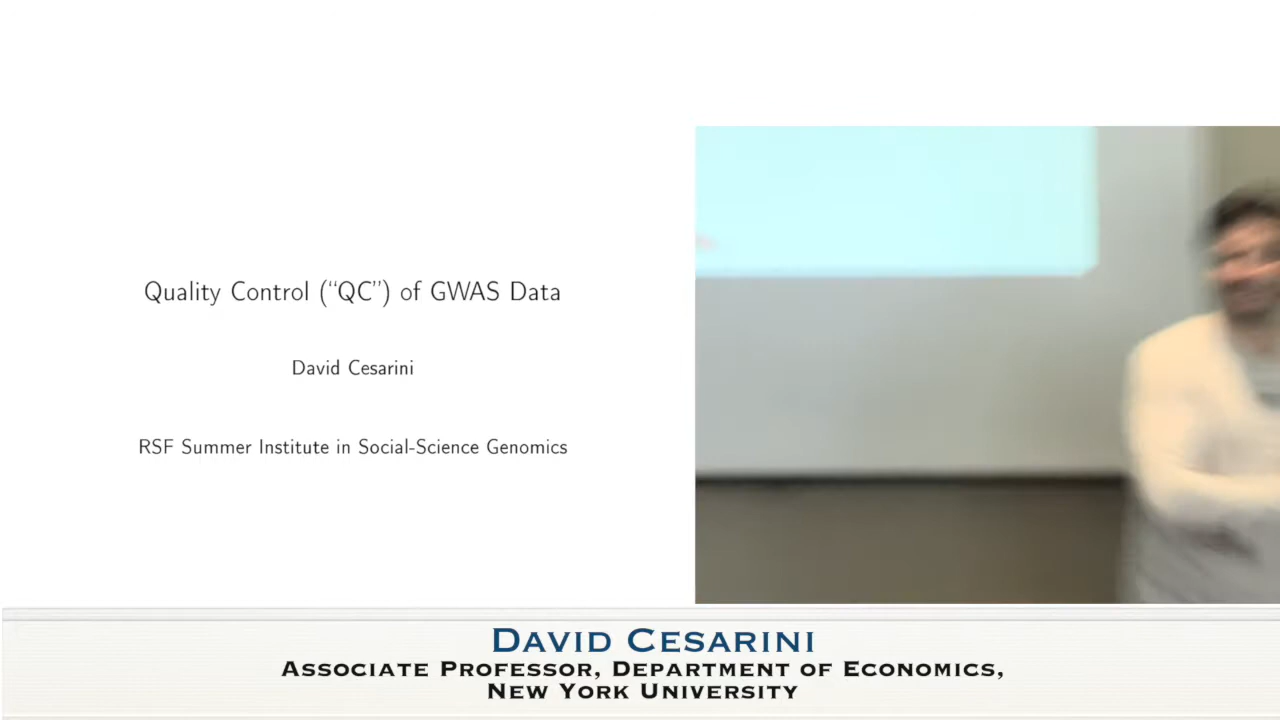 Quality Control (“QC”) of GWAS Data
David Cesarini
RSF Summer Institute in Social-Science Genomics
David Cesarini
Associate Professor, Department of Economics,
New York University